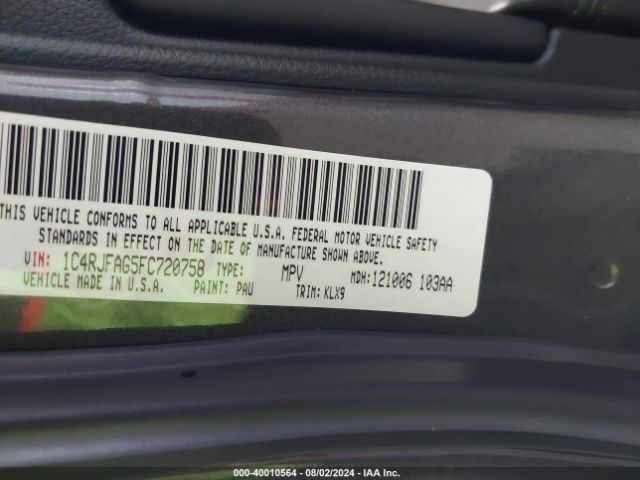 THIS VEHICLE CONFORMS TO ALL APPLICABLE U.S.A. FEDERAL MOTOR VEHICLE SAFETY
STANDARDS IN EFFECT ON THE DATE OF MANUFACTURE SHOWN ABOVE.
VIN: 1C4RJFAG5FC720758 TYPE: MPV MDH:121006 103AA
VEHICLE MADE IN U.S.A. PAINT: PAU TRIM: KLX9
000-40010564 - 08/02/2024 - IAA Inc.